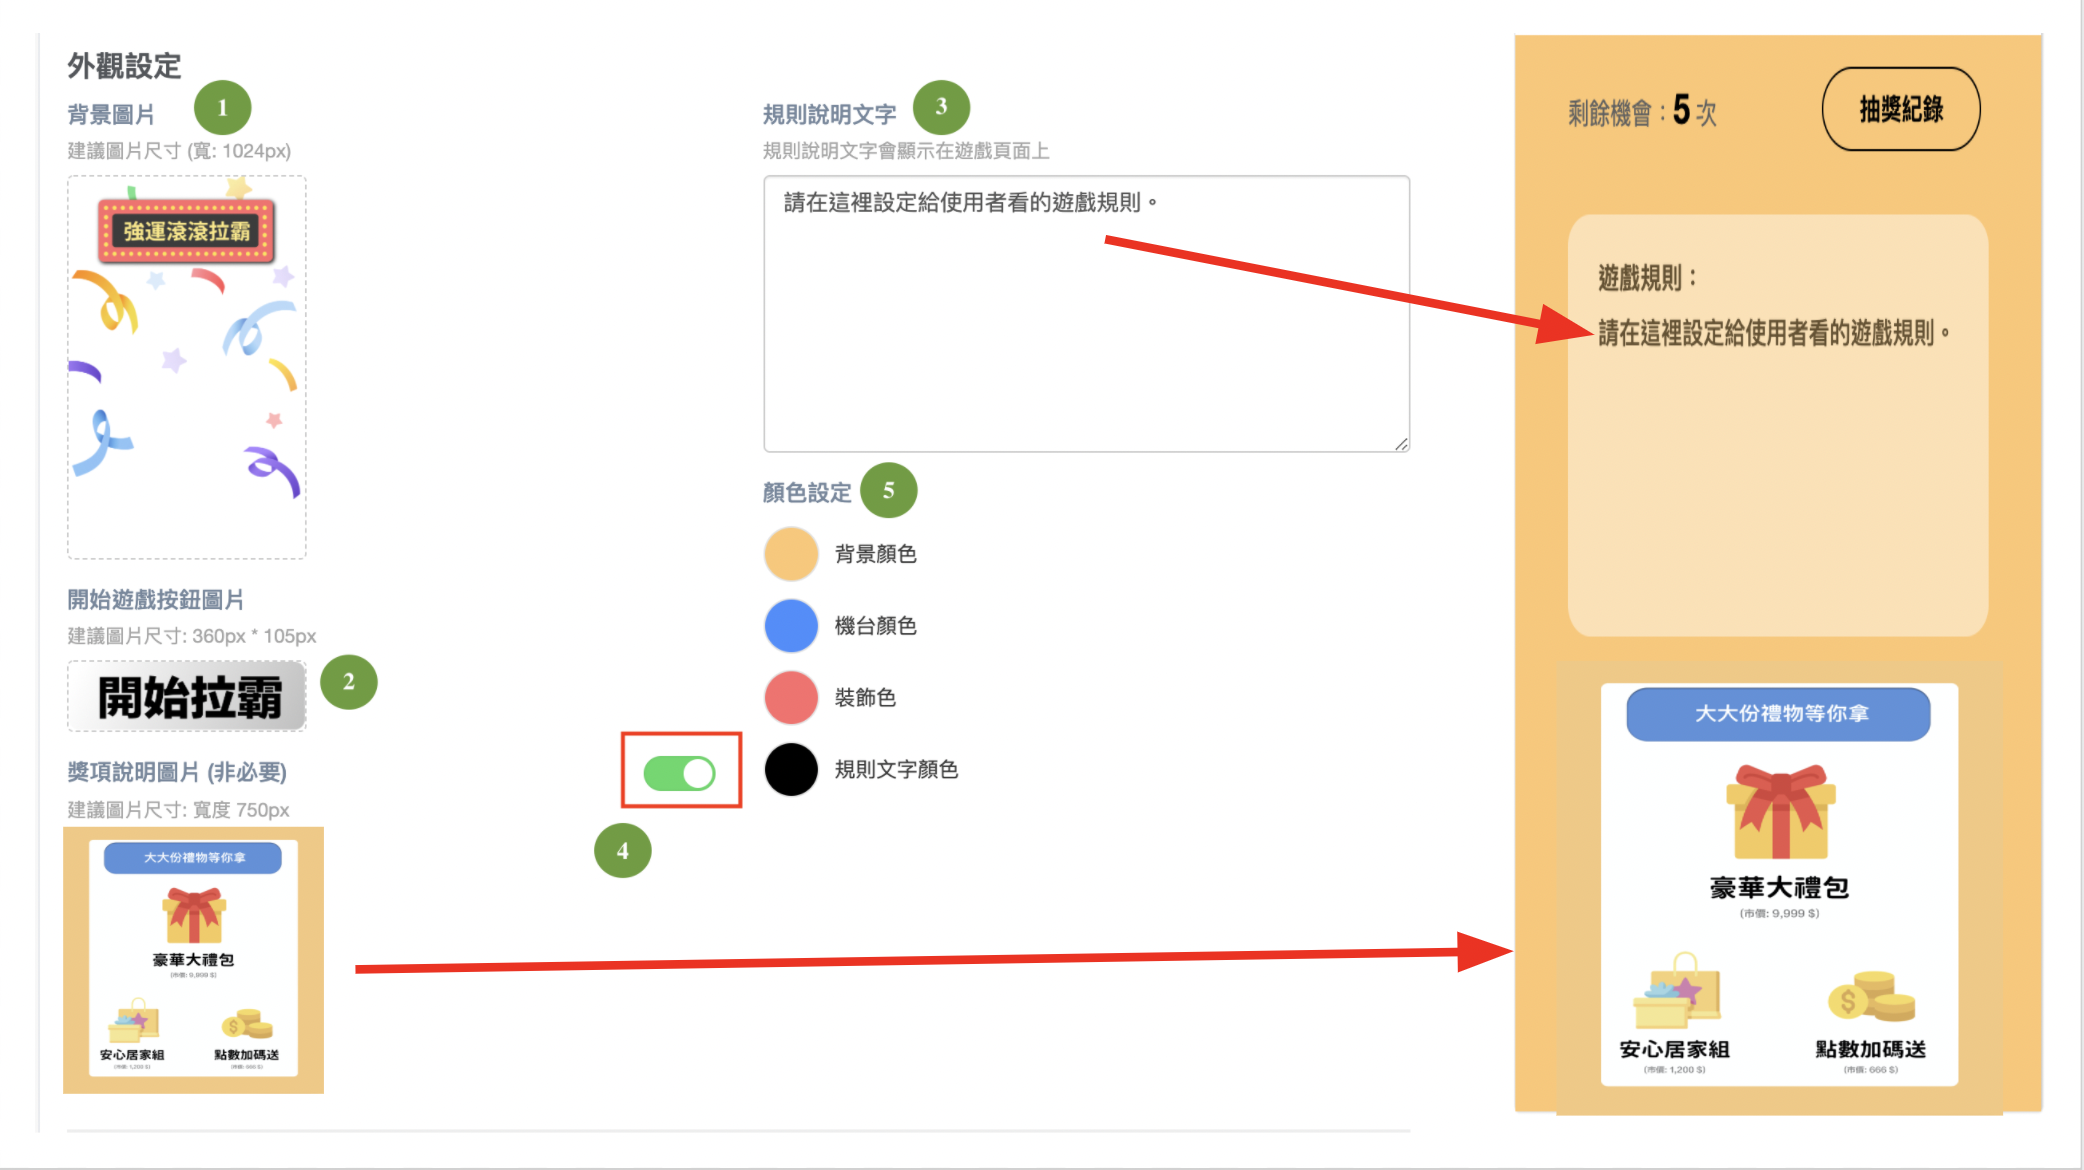 外觀設定
背景圖片
1
建議圖片尺寸 (寬: 1024px)
強運滾滾拉霸
開始遊戲按鈕圖片
建議圖片尺寸: 360px * 105px
開始拉霸
2
獎項說明圖片 (非必要)
建議圖片尺寸: 寬度 750px
大大份禮物等你拿
豪華大禮包
(市價: 9,999 $)
安心居家組
點數加碼送
(市價: 1,200 $)
(市價: 666 $)
4
規則說明文字
3
規則說明文字會顯示在遊戲頁面上
請在這裡設定給使用者看的遊戲規則。
顏色設定
5
背景顏色
機台顏色
裝飾色
規則文字顏色
剩餘機會：5 次
抽獎紀錄
遊戲規則：
請在這裡設定給使用者看的遊戲規則。
大大份禮物等你拿
豪華大禮包
(市價: 9,999 $)
安心居家組
點數加碼送
(市價: 1,200 $)
(市價: 666 $)